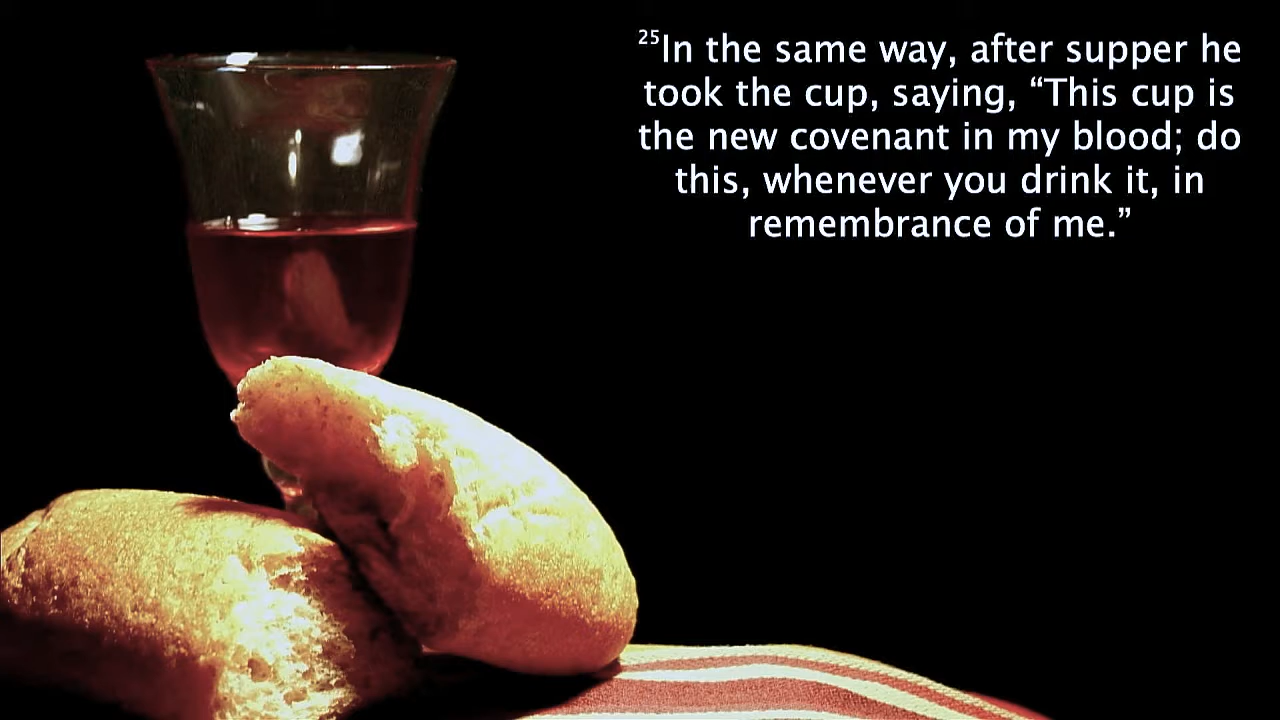 25In the same way, after supper he
took the cup, saying, “This cup is
the new covenant in my blood; do
this, whenever you drink it, in
remembrance of me.”